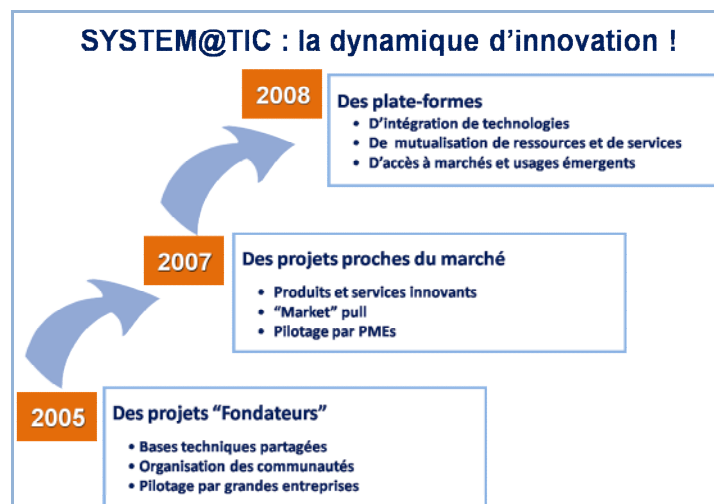 SYSTEM@TIC : la dynamique d'innovation !
2008
Des plate-formes
• D'intégration de technologies
• De mutualisation de ressources et de services
• D'accès à marchés et usages émergents
2007
Des projets proches du marché
• Produits et services innovants
• "Market" pull
• Pilotage par PMEs
2005
Des projets "Fondateurs"
• Bases techniques partagées
• Organisation des communautés
• Pilotage par grandes entreprises